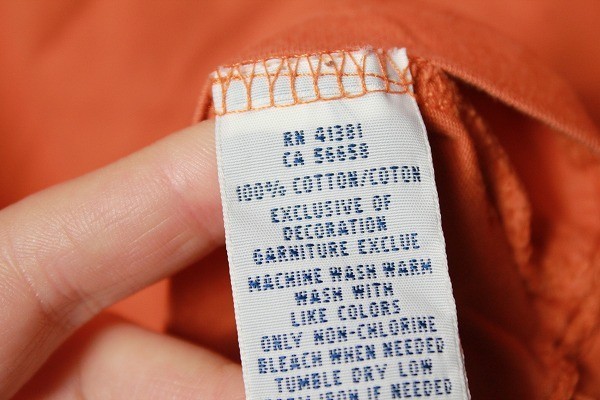 RN 41381
CA 56658
100% COTTON/COTON
EXCLUSIVE OF
DECORATION
GARNITURE EXCLUE
MACHINE WASH WARM
WASH WITH
LIKE COLORS
ONLY NON-CHLORINE
BLEACH WHEN NEEDED
TUMBLE DRY LOW
IRON IF NEEDED